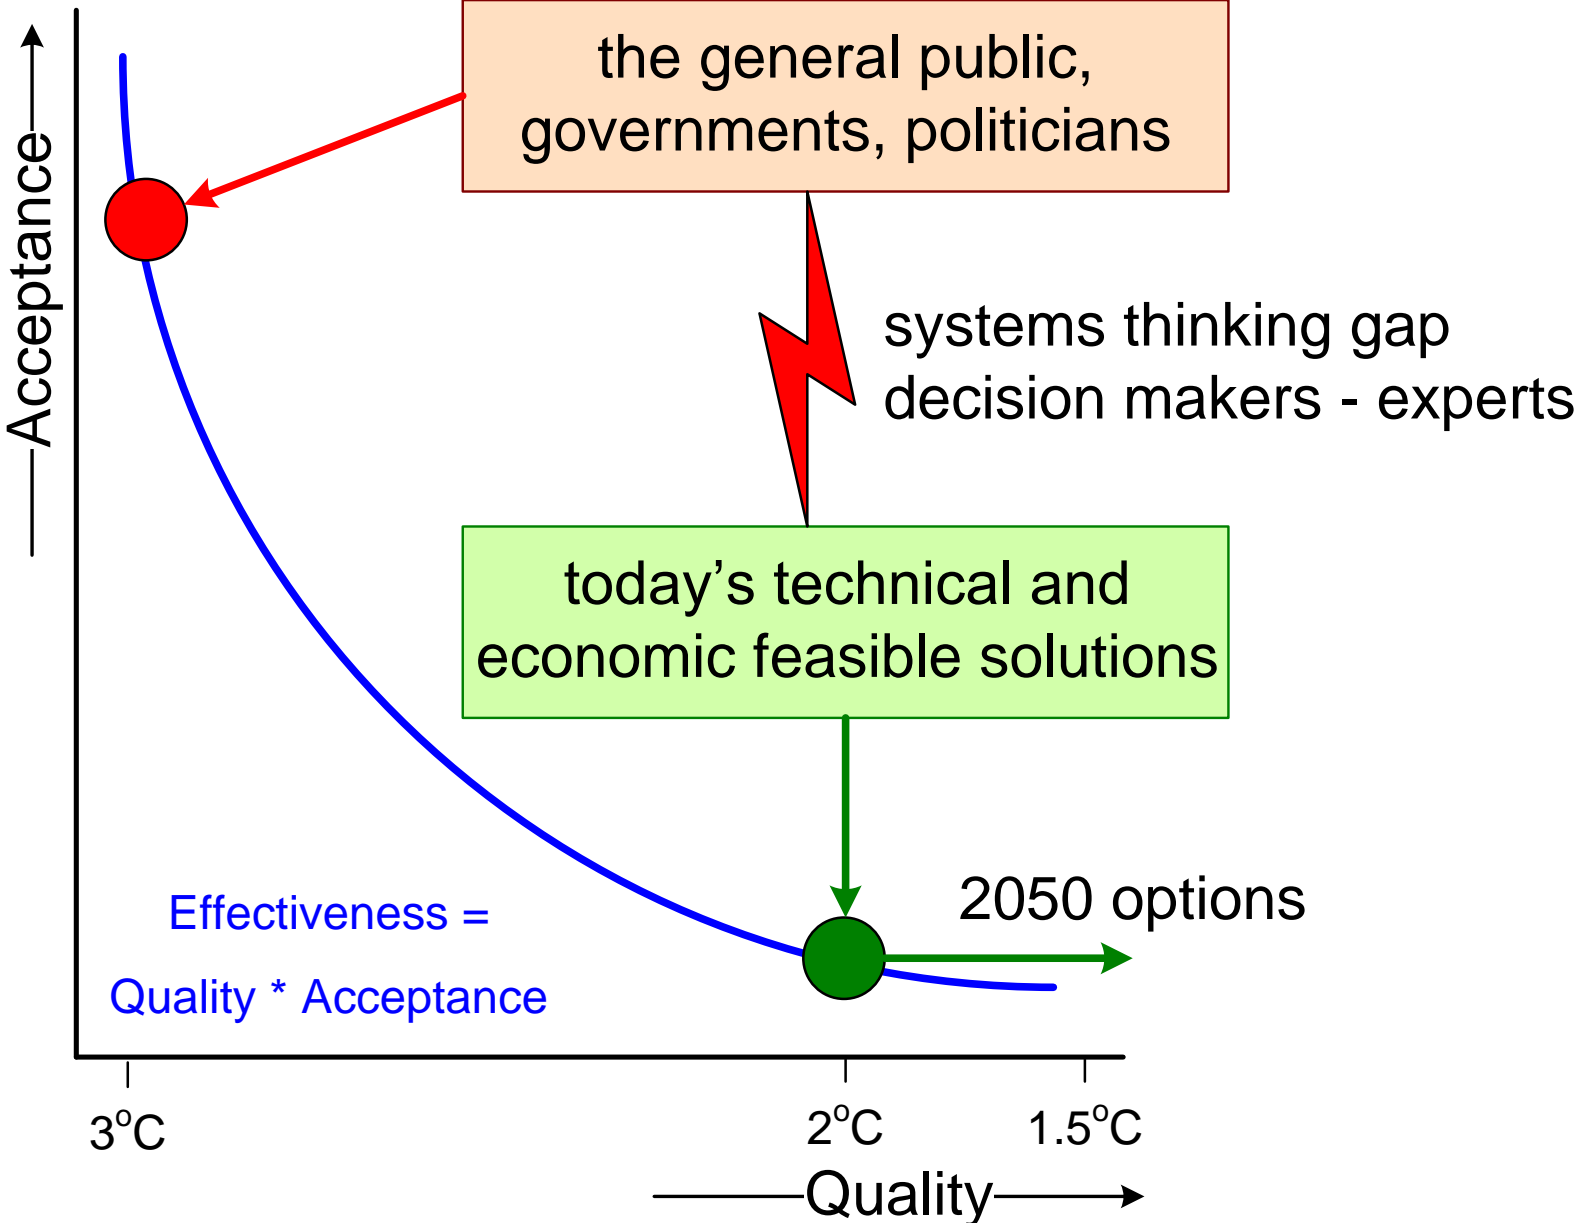 Acceptance
the general public,
governments, politicians
systems thinking gap
decision makers - experts
today’s technical and
economic feasible solutions
2050 options
Effectiveness =
Quality * Acceptance
3°C
2°C
1.5°C
Quality